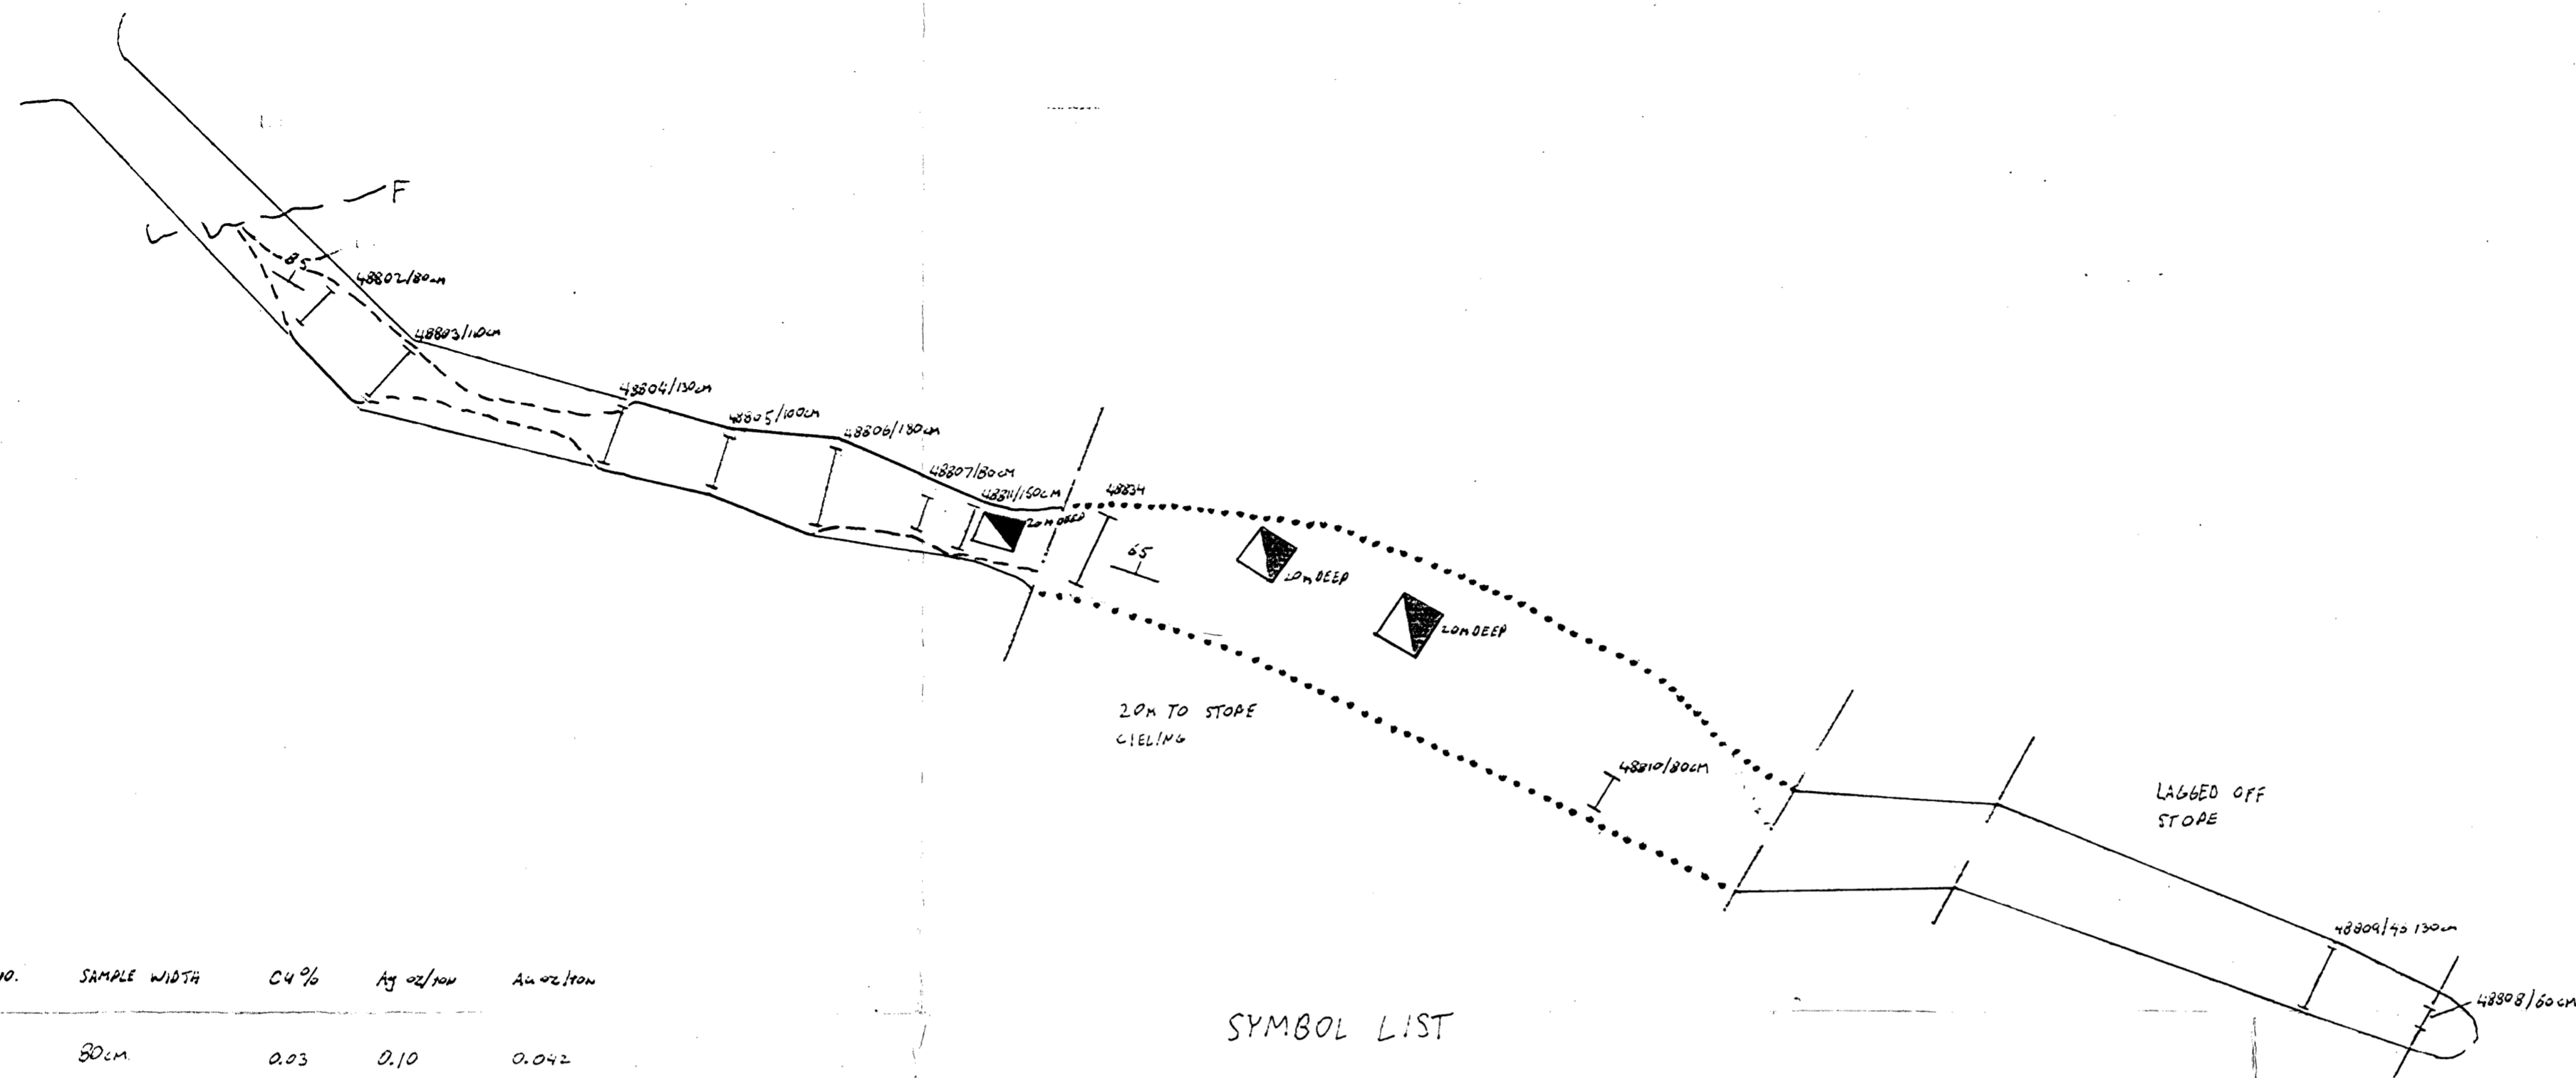 F
85
48802/80cm
48803/110cm
48804/130cm
48805/100cm
48806/180cm
48807/80cm
48811/150cm
20m DEEP
48834
65
20m DEEP
20m DEEP
20m TO STOPE
CIELING
48810/80cm
LAGGED OFF
STOPE
48809/ 130cm
48808/60cm
NO. SAMPLE WIDTH Cu% Ag oz/ton Au oz/ton
80cm. 0.03 0.10 0.042
SYMBOL LIST